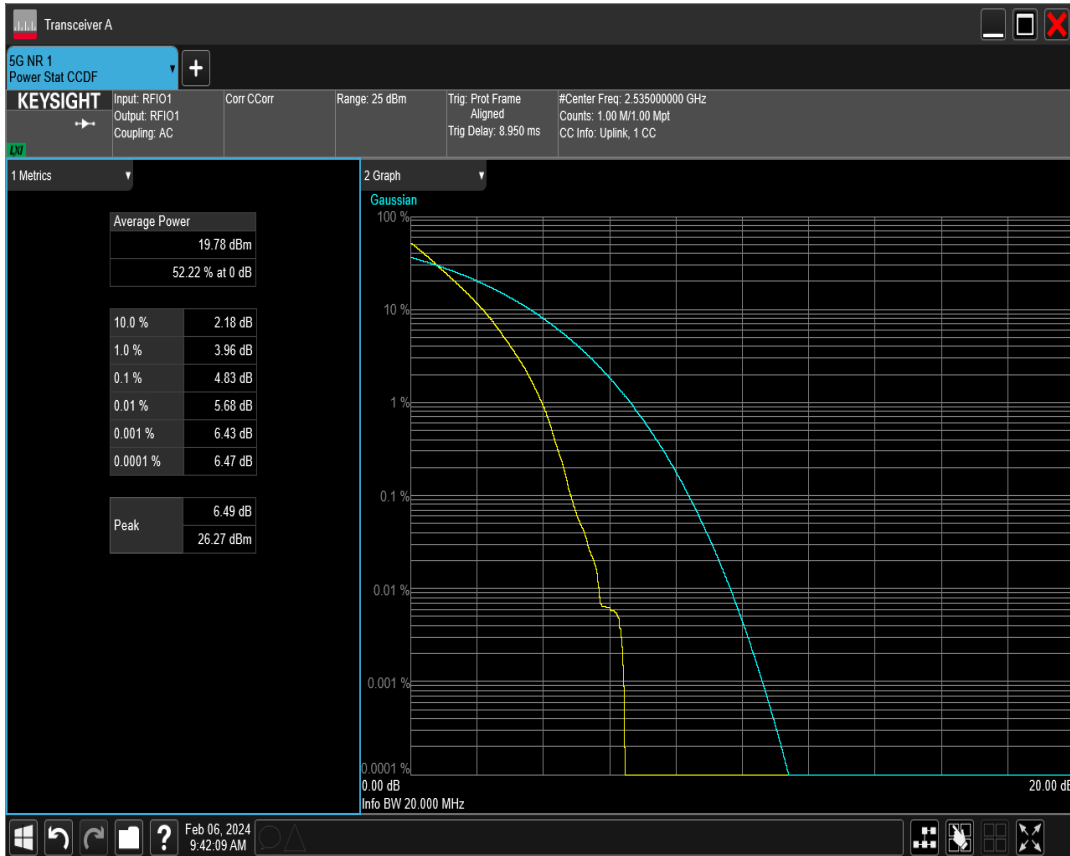 Transceiver A
5G NR 1
Power Stat CCDF
KEYSIGHT
LXI
Input: RFIO1
Output: RFIO1
Coupling: AC
Corr CCorr
Range: 25 dBm
Trig: Prot Frame
Aligned
Trig Delay: 8.950 ms
#Center Freq: 2.535000000 GHz
Counts: 1.00 M/1.00 Mpt
CC Info: Uplink, 1 CC
1 Metrics
Average Power
19.78 dBm
52.22 % at 0 dB
10.0 % 2.18 dB
1.0 % 3.96 dB
0.1 % 4.83 dB
0.01 % 5.68 dB
0.001 % 6.43 dB
0.0001 % 6.47 dB
Peak 6.49 dB
26.27 dBm
2 Graph
Gaussian
100 %
10 %
1 %
0.1 %
0.01 %
0.001 %
0.0001 %
0.00 dB 20.00 dB
Info BW 20.000 MHz
? Feb 06, 2024
9:42:09 AM